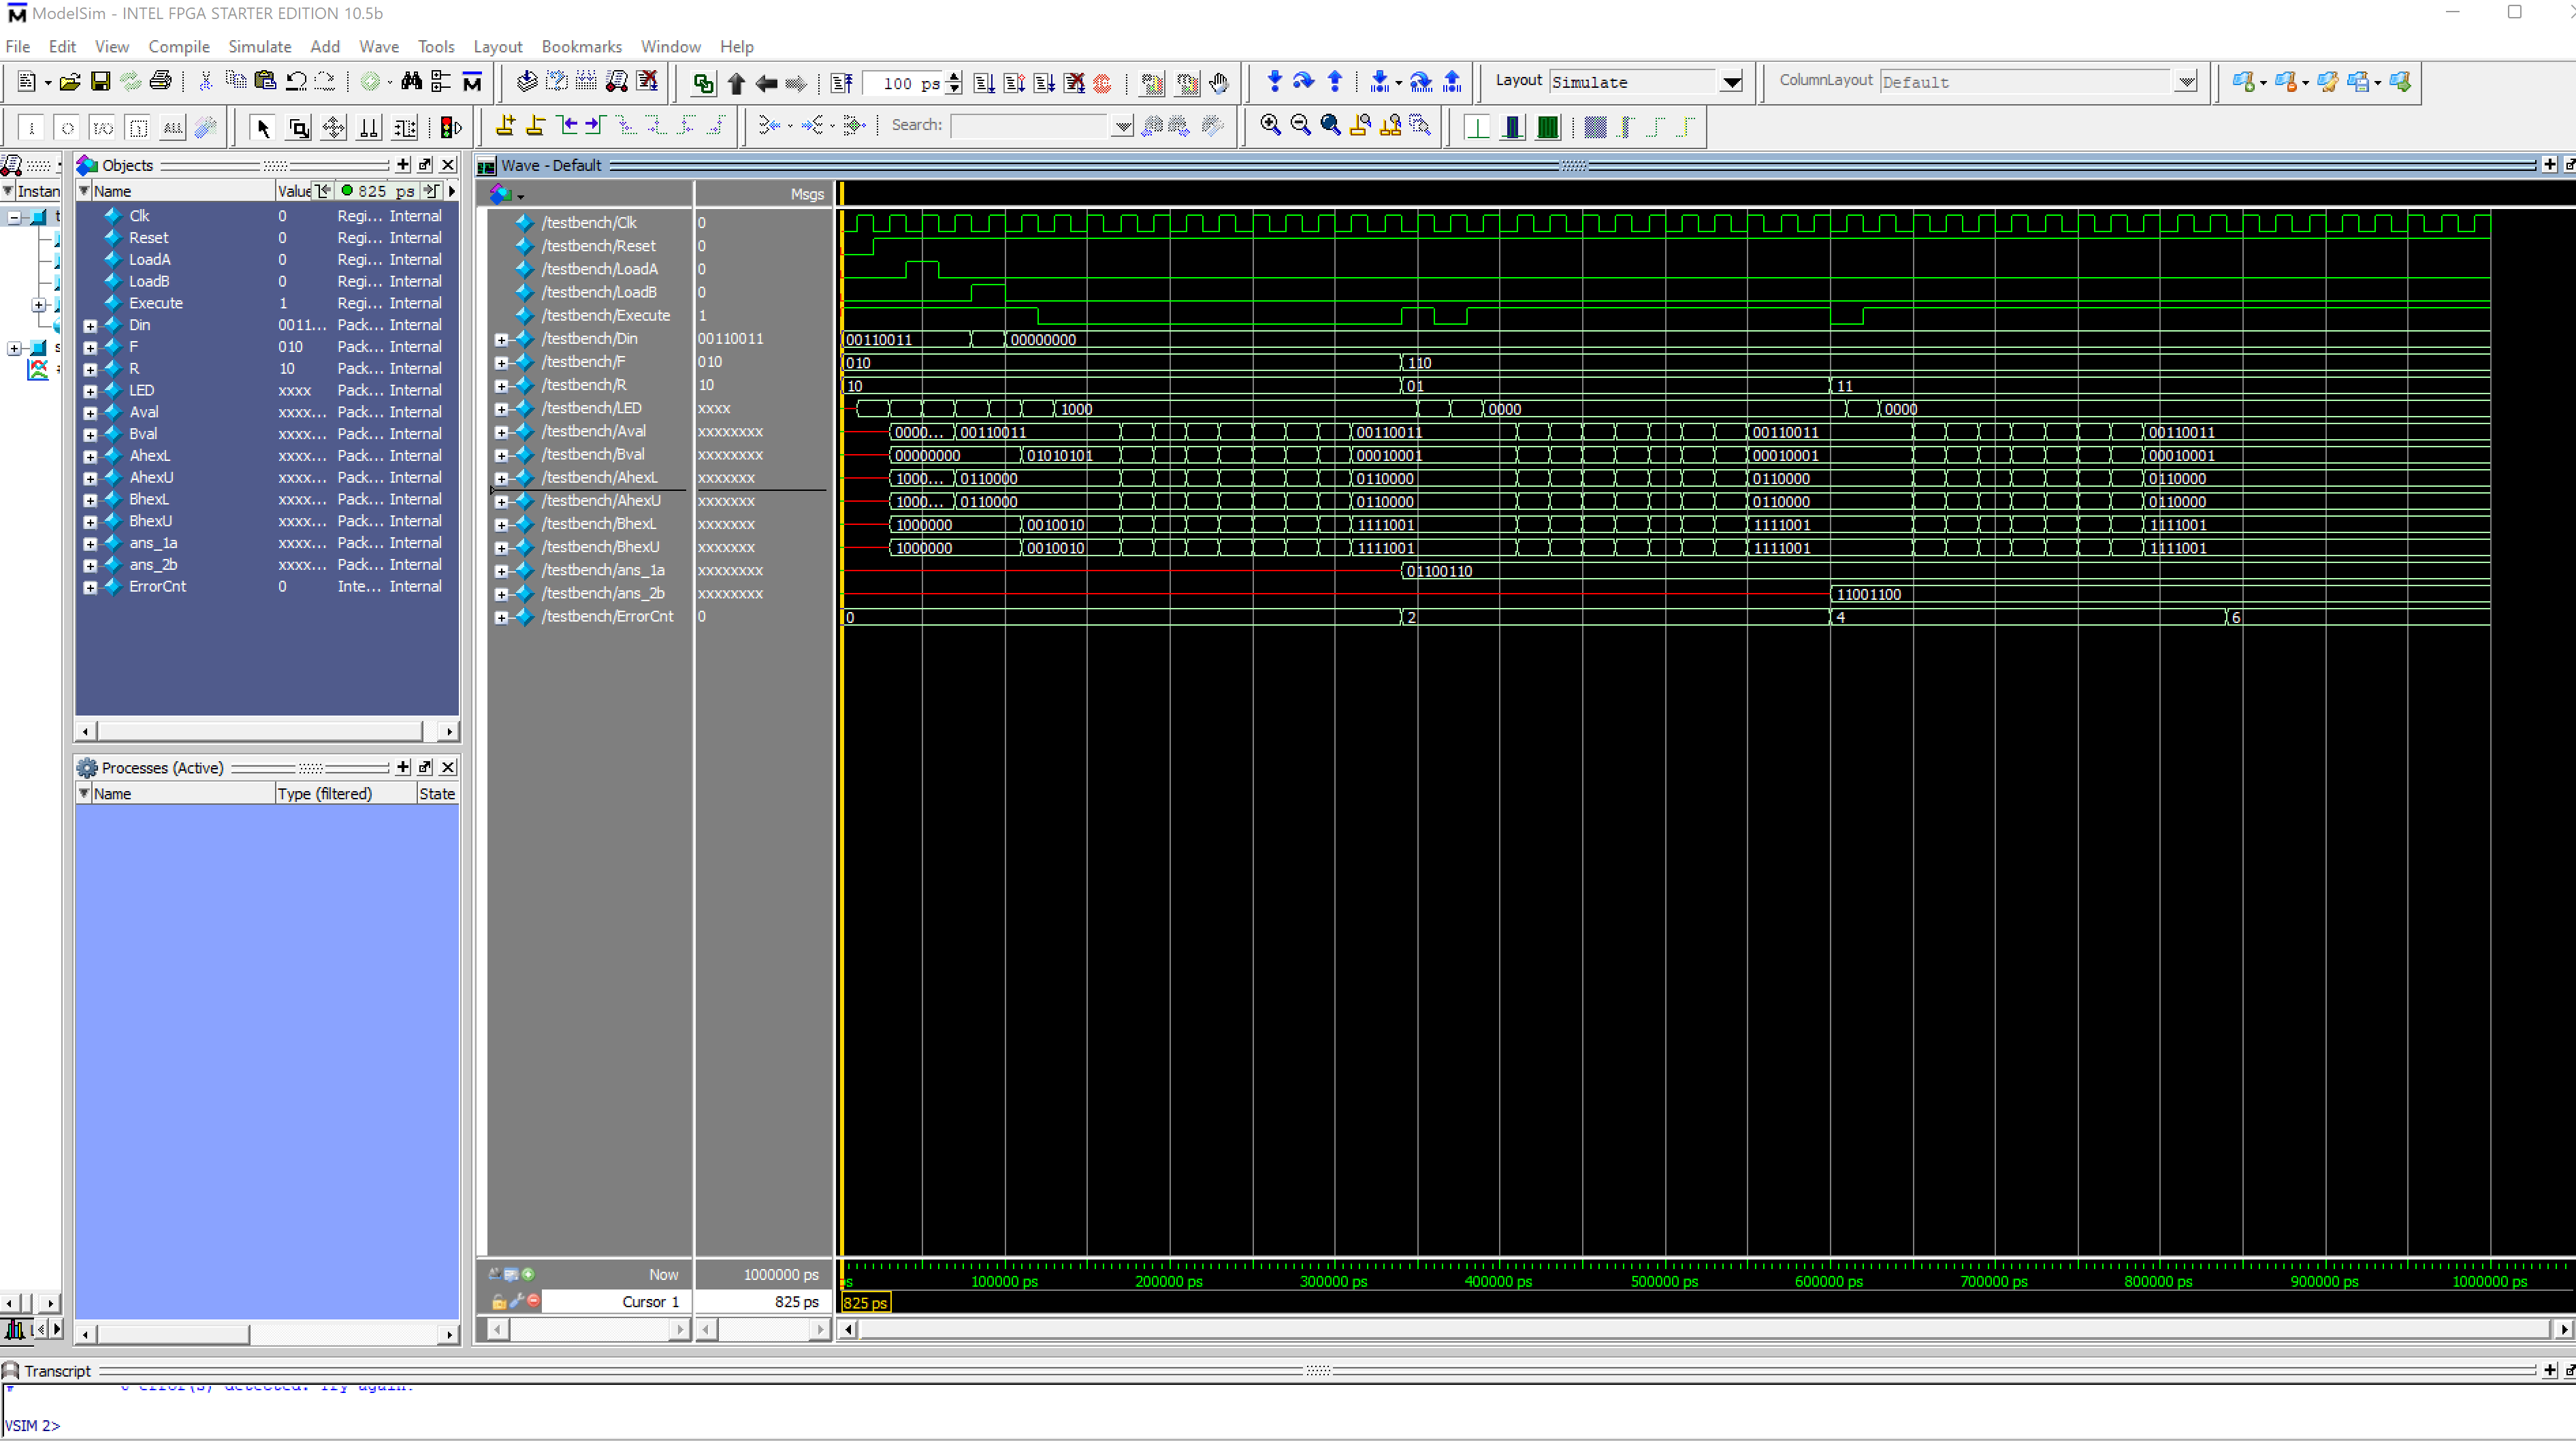 ModelSim - INTEL FPGA STARTER EDITION 10.5b
File Edit View Compile Simulate Add Wave Tools Layout Bookmarks Window Help
100 ps Layout Simulate ColumnLayout Default
Search:
Instan
Objects
Name Value 825 ps
Clk 0 Regi... Internal
Reset 0 Regi... Internal
LoadA 0 Regi... Internal
LoadB 0 Regi... Internal
Execute 1 Regi... Internal
Din 0011... Pack... Internal
F 010 Pack... Internal
R 10 Pack... Internal
LED xxxx Pack... Internal
Aval xxxx... Pack... Internal
Bval xxxx... Pack... Internal
AhexL xxxx... Pack... Internal
AhexU xxxx... Pack... Internal
BhexL xxxx... Pack... Internal
BhexU xxxx... Pack... Internal
ans_1a xxxx... Pack... Internal
ans_2b xxxx... Pack... Internal
ErrorCnt 0 Inte... Internal
Processes (Active)
Name Type (filtered) State
Wave - Default
Msgs
/testbench/Clk 0
/testbench/Reset 0
/testbench/LoadA 0
/testbench/LoadB 0
/testbench/Execute 1
/testbench/Din 00110011 00110011 00000000
/testbench/F 010 010 110
/testbench/R 10 10 01 11
/testbench/LED xxxx 1000 0000 0000
/testbench/Aval xxxxxxxx 0000... 00110011 00110011 00110011 00110011
/testbench/Bval xxxxxxxx 00000000 01010101 00010001 00010001 00010001
/testbench/AhexL xxxxxxx 1000... 0110000 0110000 0110000 0110000
/testbench/AhexU xxxxxxx 1000... 0110000 0110000 0110000 0110000
/testbench/BhexL xxxxxxx 1000000 0010010 1111001 1111001 1111001
/testbench/BhexU xxxxxxx 1000000 0010010 1111001 1111001 1111001
/testbench/ans_1a xxxxxxxx 01100110
/testbench/ans_2b xxxxxxxx 11001100
/testbench/ErrorCnt 0 0 2 4 6
Now 1000000 ps 100000 ps 200000 ps 300000 ps 400000 ps 500000 ps 600000 ps 700000 ps 800000 ps 900000 ps 1000000 ps
Cursor 1 825 ps 825 ps
Transcript
error(s) detected. Try again!
VSIM 2>